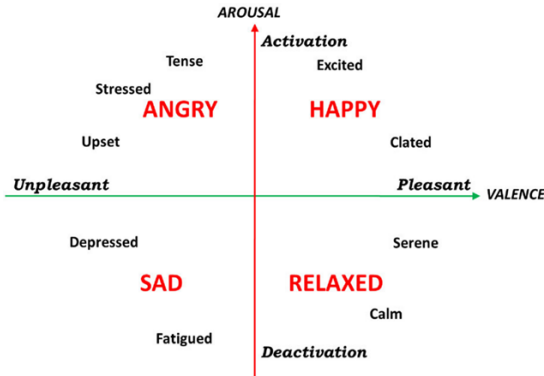 AROUSAL
Activation
Tense
Excited
Stressed
ANGRY
HAPPY
Upset
Clated
Unpleasant
Pleasant
VALENCE
Depressed
Serene
SAD
RELAXED
Calm
Fatigued
Deactivation